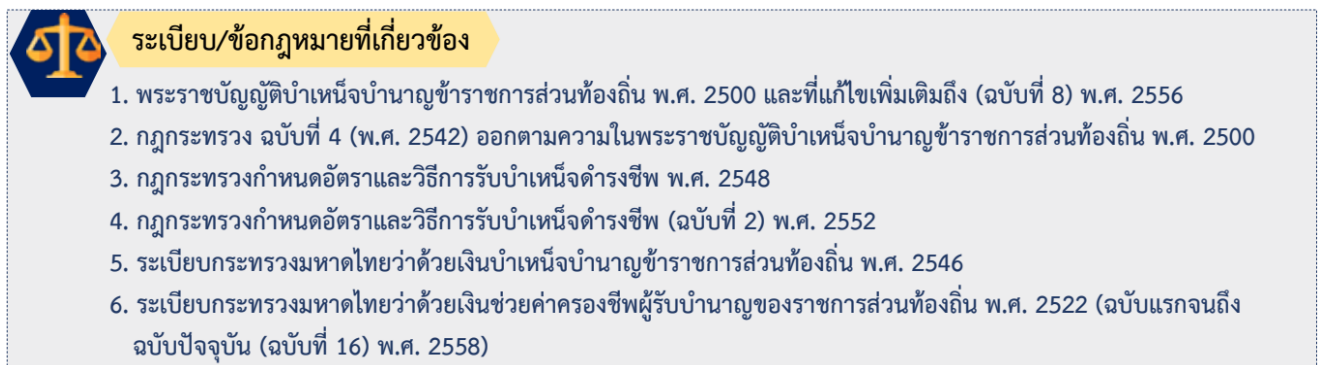 ระเบียบ/ข้อกฎหมายที่เกี่ยวข้อง
1. พระราชบัญญัติบำเหน็จบำนาญข้าราชการส่วนท้องถิ่น พ.ศ. 2500 และที่แก้ไขเพิ่มเติมถึง (ฉบับที่ 8) พ.ศ. 2556
2. กฎกระทรวง ฉบับที่ 4 (พ.ศ. 2542) ออกตามความในพระราชบัญญัติบำเหน็จบำนาญข้าราชการส่วนท้องถิ่น พ.ศ. 2500
3. กฎกระทรวงกำหนดอัตราและวิธีการรับบำเหน็จดำรงชีพ พ.ศ. 2548
4. กฎกระทรวงกำหนดอัตราและวิธีการรับบำเหน็จดำรงชีพ (ฉบับที่ 2) พ.ศ. 2552
5. ระเบียบกระทรวงมหาดไทยว่าด้วยเงินบำเหน็จบำนาญข้าราชการส่วนท้องถิ่น พ.ศ. 2546
6. ระเบียบกระทรวงมหาดไทยว่าด้วยเงินช่วยค่าครองชีพผู้รับบำนาญของราชการส่วนท้องถิ่น พ.ศ. 2522 (ฉบับแรกจนถึง
ฉบับปัจจุบัน (ฉบับที่ 16) พ.ศ. 2558)